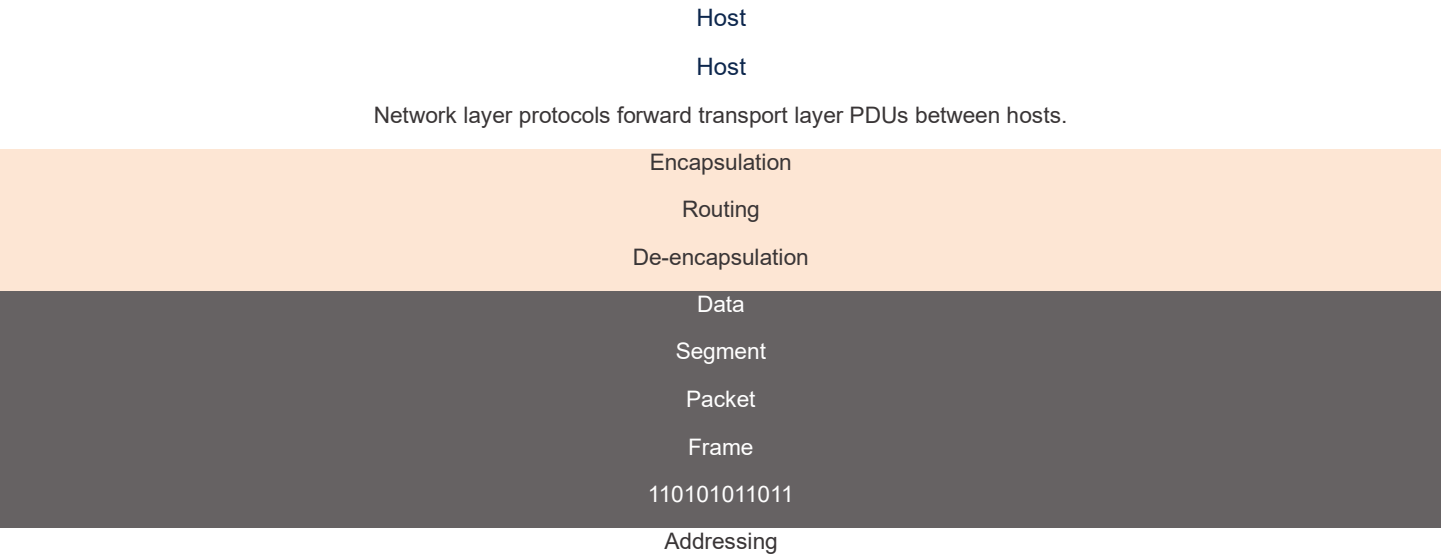 Host
Host
Network layer protocols forward transport layer PDUs between hosts.
Encapsulation
Routing
De-encapsulation
Data
Segment
Packet
Frame
110101011011
Addressing